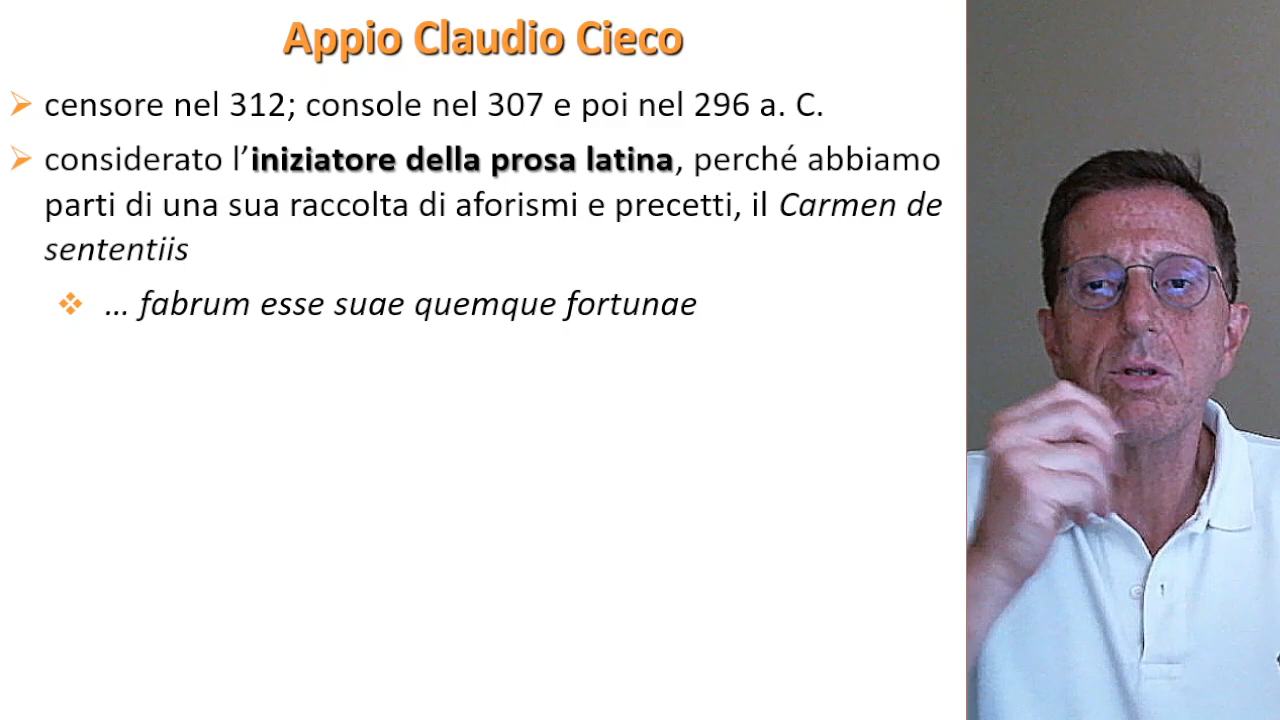 Appio Claudio Cieco
censore nel 312; console nel 307 e poi nel 296 a. C.
considerato l’iniziatore della prosa latina, perché abbiamo
parti di una sua raccolta di aforismi e precetti, il Carmen de
sententiis
... fabrum esse suae quemque fortunae